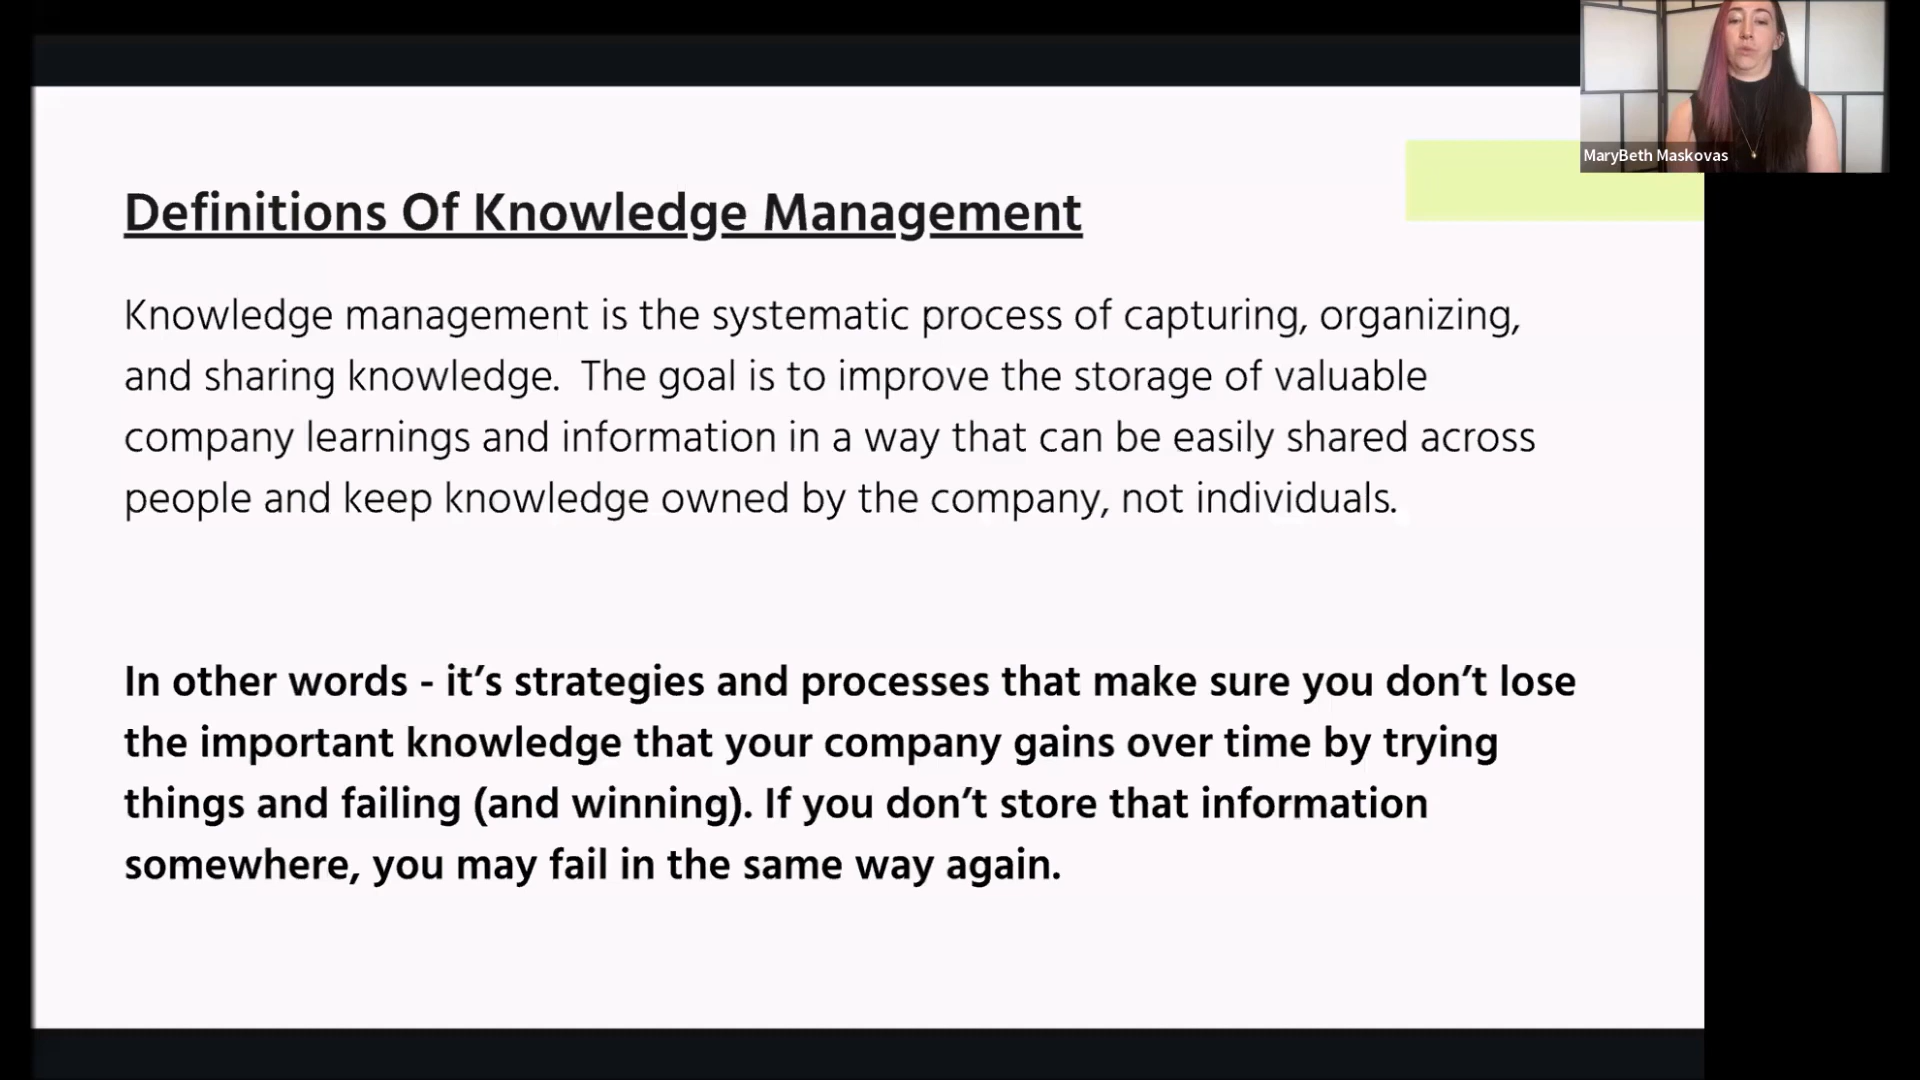 MaryBeth Maskovas
Definitions Of Knowledge Management
Knowledge management is the systematic process of capturing, organizing,
and sharing knowledge.  The goal is to improve the storage of valuable
company learnings and information in a way that can be easily shared across
people and keep knowledge owned by the company, not individuals.
In other words - it’s strategies and processes that make sure you don’t lose
the important knowledge that your company gains over time by trying
things and failing (and winning). If you don’t store that information
somewhere, you may fail in the same way again.